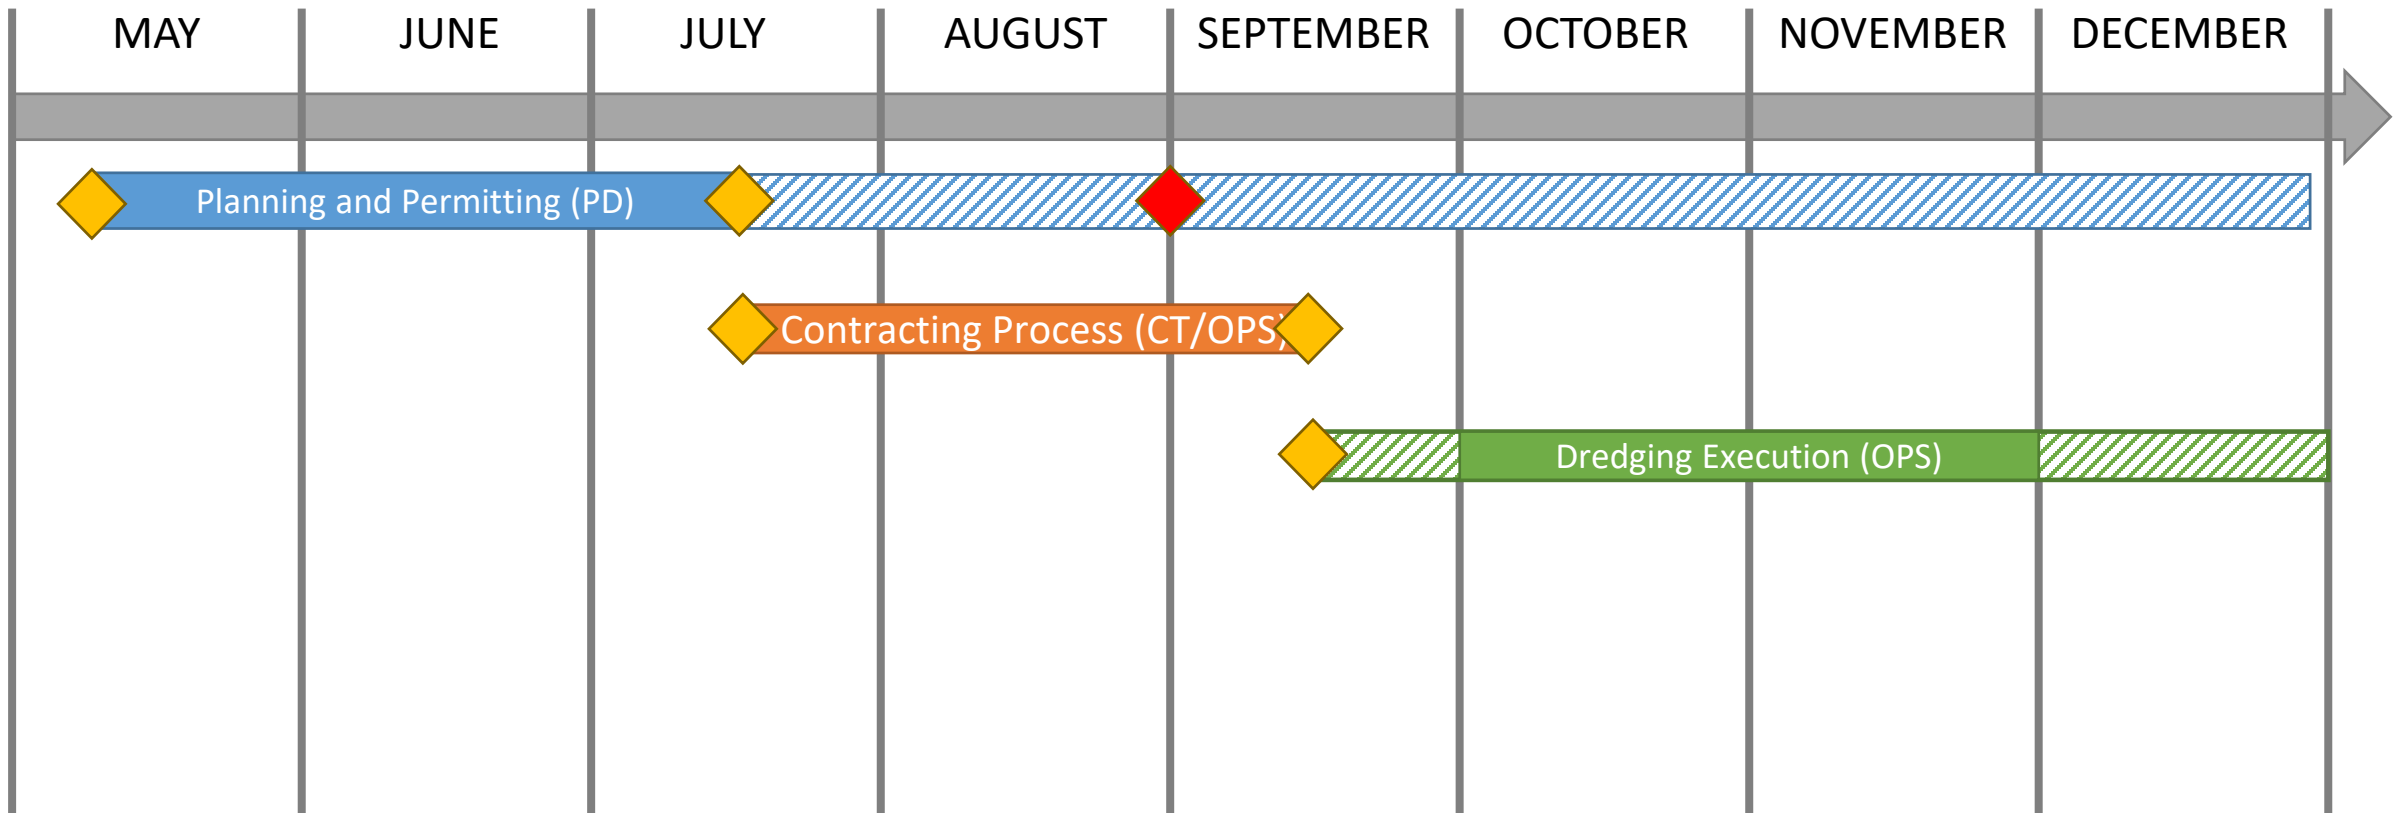 MAY JUNE JULY AUGUST SEPTEMBER OCTOBER NOVEMBER DECEMBER
Planning and Permitting (PD)
Contracting Process (CT/OPS)
Dredging Execution (OPS)